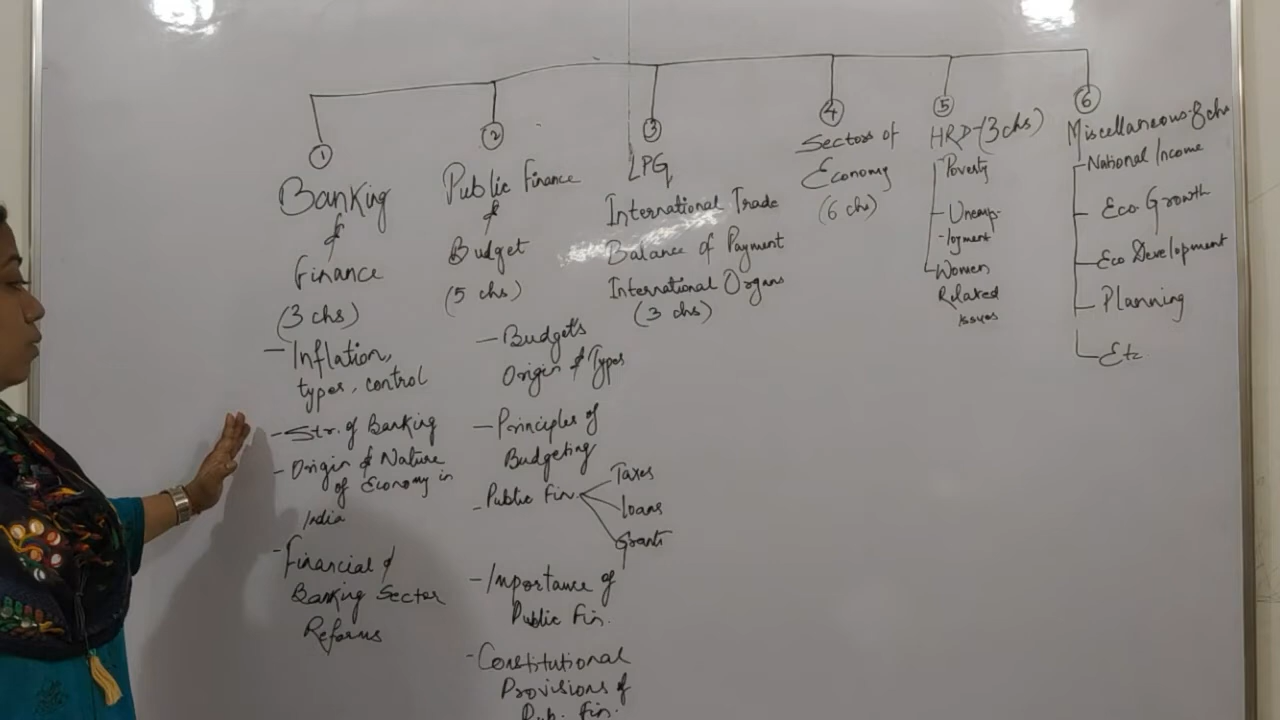 ①
Banking
&
Finance
(3 chs)
- Inflation,
types, control
- Str. of Banking
- Origin & Nature
of Economy in
India
- Financial &
Banking Sector
Reforms
②
Public Finance
&
Budget
(5 chs)
- Budget's
Origin & Types
- Principles of
Budgeting
- Public Fin.
Taxes
Loans
Grants
- Importance of
Public Fin.
- Constitutional
Provisions of
Pub. Fin.
③
LPG
International Trade
Balance of Payment
International Organs
(3 chs)
④
Sectors of
Economy
(6 chs)
⑤
HRD-(3 chs)
Poverty
- Unemp-
-loyment
- Women
Related
Issues
⑥
Miscellaneous-8 chs
- National Income
- Eco. Growth
- Eco Development
- Planning
- Etc